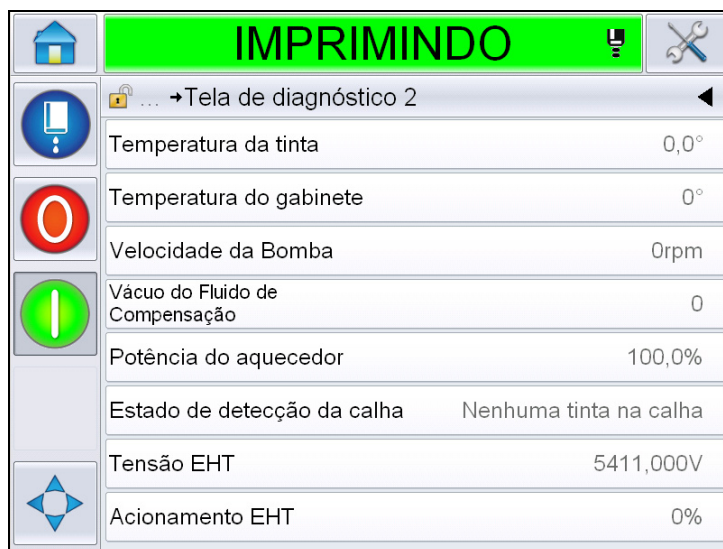 IMPRIMINDO
... →Tela de diagnóstico 2
Temperatura da tinta 0,0°
Temperatura do gabinete 0°
Velocidade da Bomba 0rpm
Vácuo do Fluido de
Compensação 0
Potência do aquecedor 100,0%
Estado de detecção da calha Nenhuma tinta na calha
Tensão EHT 5411,000V
Acionamento EHT 0%